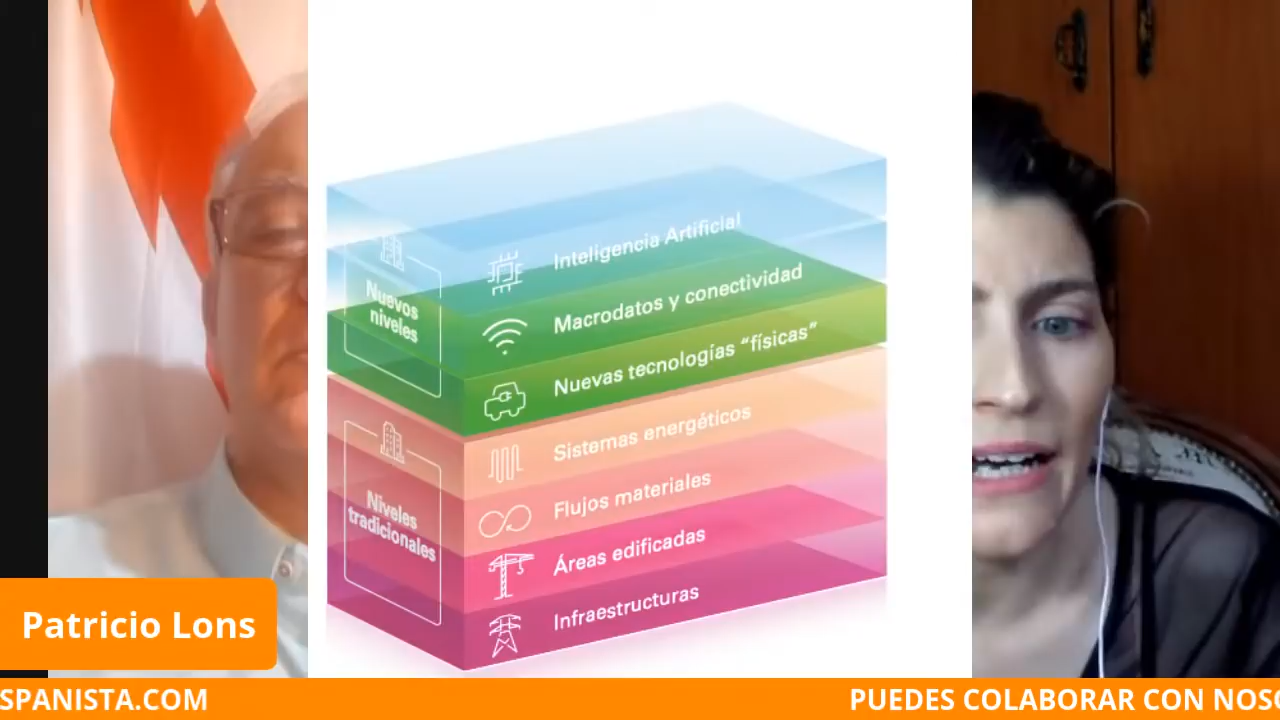 Inteligencia Artificial
Nuevos
niveles
Macrodatos y conectividad
Nuevas tecnologías “físicas”
Sistemas energéticos
Niveles
tradicionales
Flujos materiales
Áreas edificadas
Infraestructuras
Patricio Lons
SPANISTA.COM
PUEDES COLABORAR CON NOSO